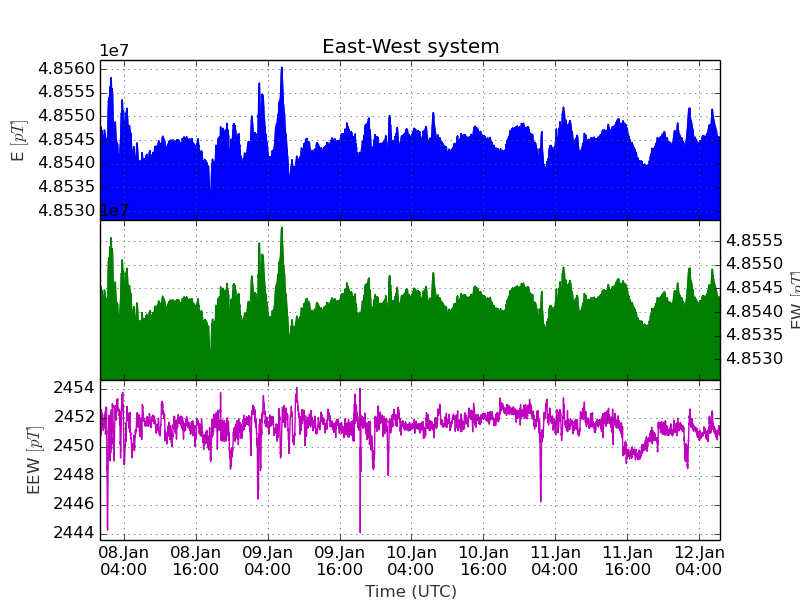 East-West system
1e7
4.8560
4.8555
4.8550
4.8545
4.8540
4.8535
4.8530
E [pT]
1e7
4.8555
4.8550
4.8545
4.8540
4.8535
4.8530
EW [pT]
2454
2452
2450
2448
2446
2444
EEW [pT]
08.Jan 08.Jan 09.Jan 09.Jan 10.Jan 10.Jan 11.Jan 11.Jan 12.Jan
04:00 16:00 04:00 16:00 04:00 16:00 04:00 16:00 04:00
Time (UTC)